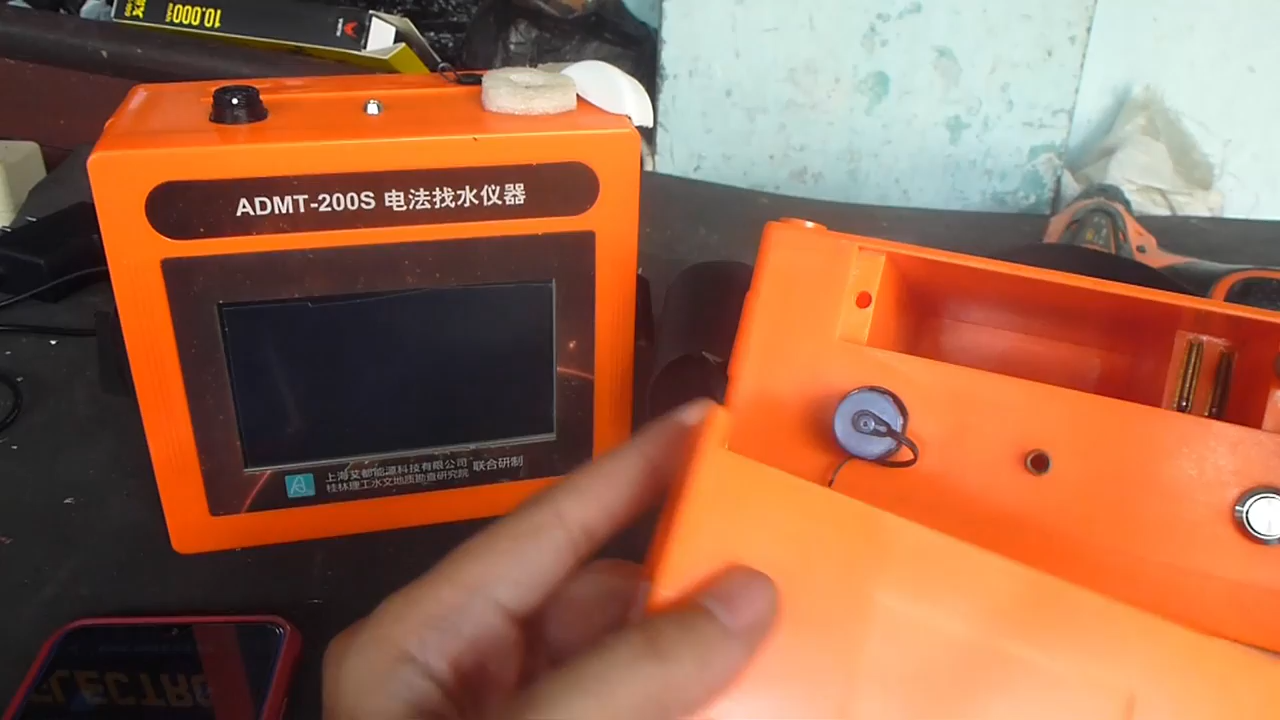 10.000
ADMT-200S 电法找水仪器
上海艾都能源科技有限公司 联合研制
桂林理工水文地质勘查研究院
ELECTRO